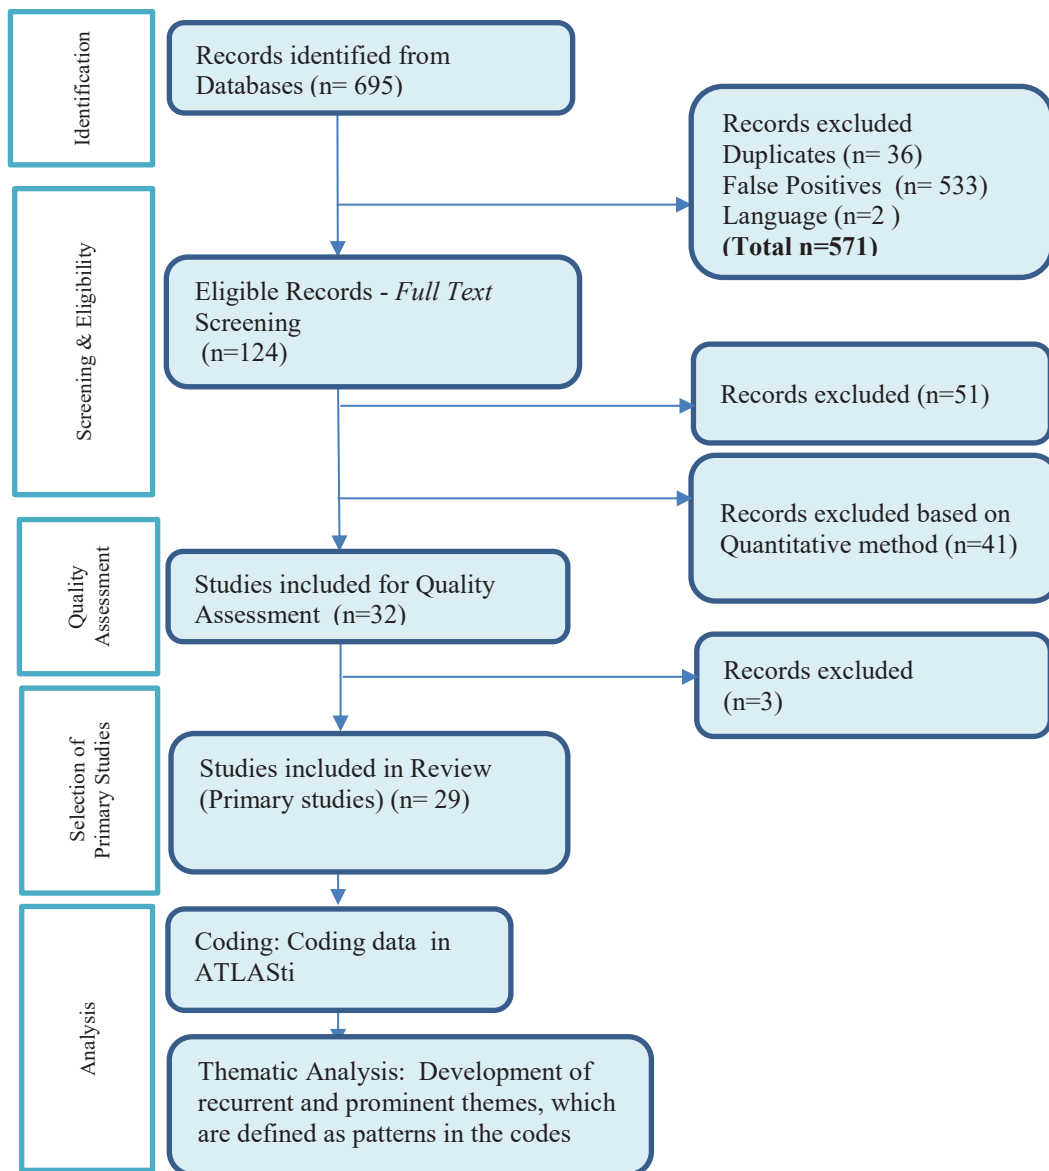 Identification
Records identified from
Databases (n= 695)
Records excluded
Duplicates (n= 36)
False Positives  (n= 533)
Language (n=2 )
(Total n=571)
Screening & Eligibility
Eligible Records - Full Text
Screening
(n=124)
Records excluded (n=51)
Records excluded based on
Quantitative method (n=41)
Quality
Assessment
Studies included for Quality
Assessment  (n=32)
Records excluded
(n=3)
Selection of
Primary Studies
Studies included in Review
(Primary studies) (n= 29)
Analysis
Coding: Coding data  in
ATLASti
Thematic Analysis:  Development of
recurrent and prominent themes, which
are defined as patterns in the codes